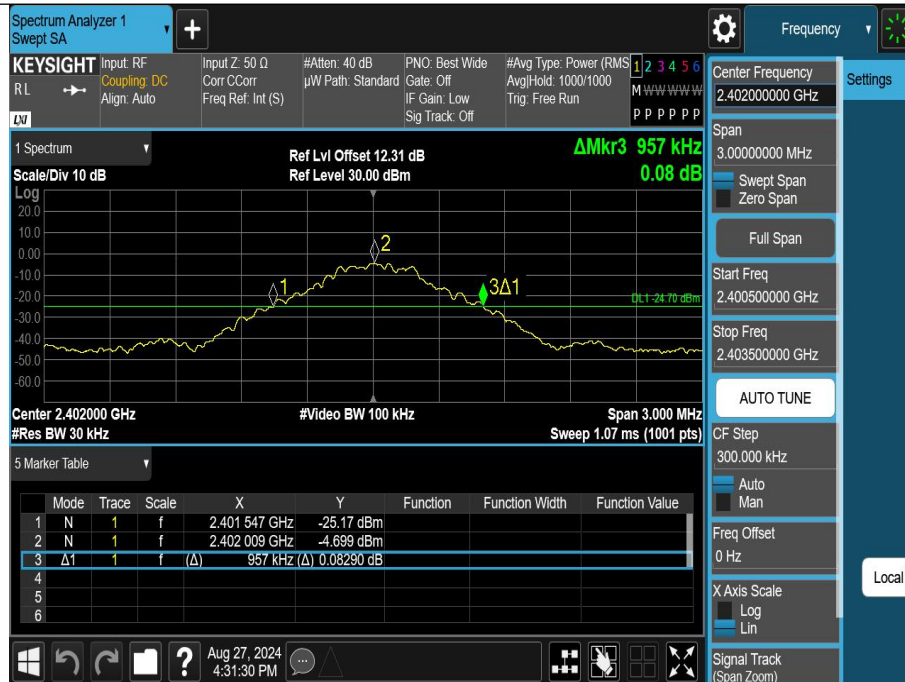 Spectrum Analyzer 1
Swept SA
Frequency
KEYSIGHT
RL
LXI
Input: RF
Coupling: DC
Align: Auto
Input Z: 50 Ω
Corr CCorr
Freq Ref: Int (S)
#Atten: 40 dB
µW Path: Standard
PNO: Best Wide
Gate: Off
IF Gain: Low
Sig Track: Off
#Avg Type: Power (RMS
Avg|Hold: 1000/1000
Trig: Free Run
1 2 3 4 5 6
M W W W W W
P P P P P P
1 Spectrum
Scale/Div 10 dB
Ref Lvl Offset 12.31 dB
Ref Level 30.00 dBm
ΔMkr3 957 kHz
0.08 dB
Log
20.0
10.0
0.00
-10.0
-20.0
-30.0
-40.0
-50.0
-60.0
2
1
3Δ1
DL1 -24.70 dBm
Center 2.402000 GHz
#Video BW 100 kHz
Span 3.000 MHz
#Res BW 30 kHz
Sweep 1.07 ms (1001 pts)
5 Marker Table
Mode Trace Scale X Y Function Function Width Function Value
1 N 1 f 2.401 547 GHz -25.17 dBm
2 N 1 f 2.402 009 GHz -4.699 dBm
3 Δ1 1 f (Δ) 957 kHz (Δ) 0.08290 dB
4
5
6
Aug 27, 2024
4:31:30 PM
Center Frequency
2.402000000 GHz
Settings
Span
3.00000000 MHz
Swept Span
Zero Span
Full Span
Start Freq
2.400500000 GHz
Stop Freq
2.403500000 GHz
AUTO TUNE
CF Step
300.000 kHz
Auto
Man
Freq Offset
0 Hz
X Axis Scale
Log
Lin
Signal Track
(Span Zoom)
Local